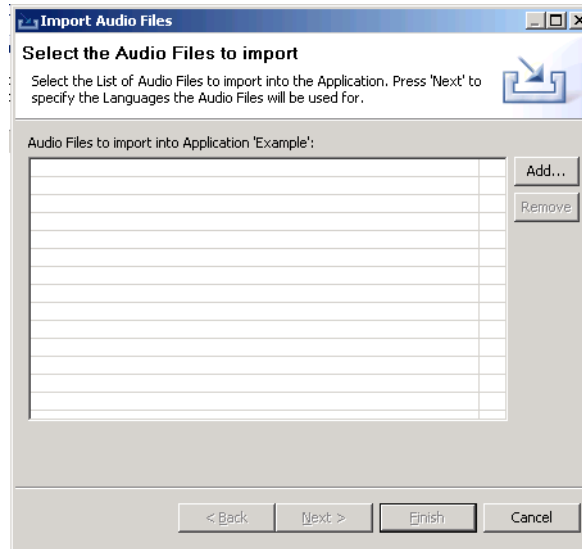 Import Audio Files
Select the Audio Files to import
Select the List of Audio Files to import into the Application. Press 'Next' to
specify the Languages the Audio Files will be used for.
Audio Files to import into Application 'Example':
Add...
Remove
< Back
Next >
Finish
Cancel